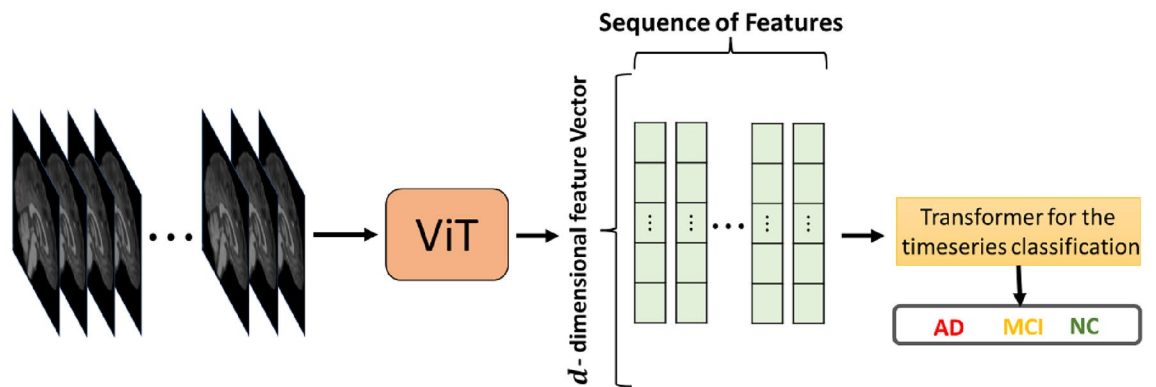 Sequence of Features
d - dimensional feature Vector
ViT
Transformer for the
timeseries classification
AD MCI NC